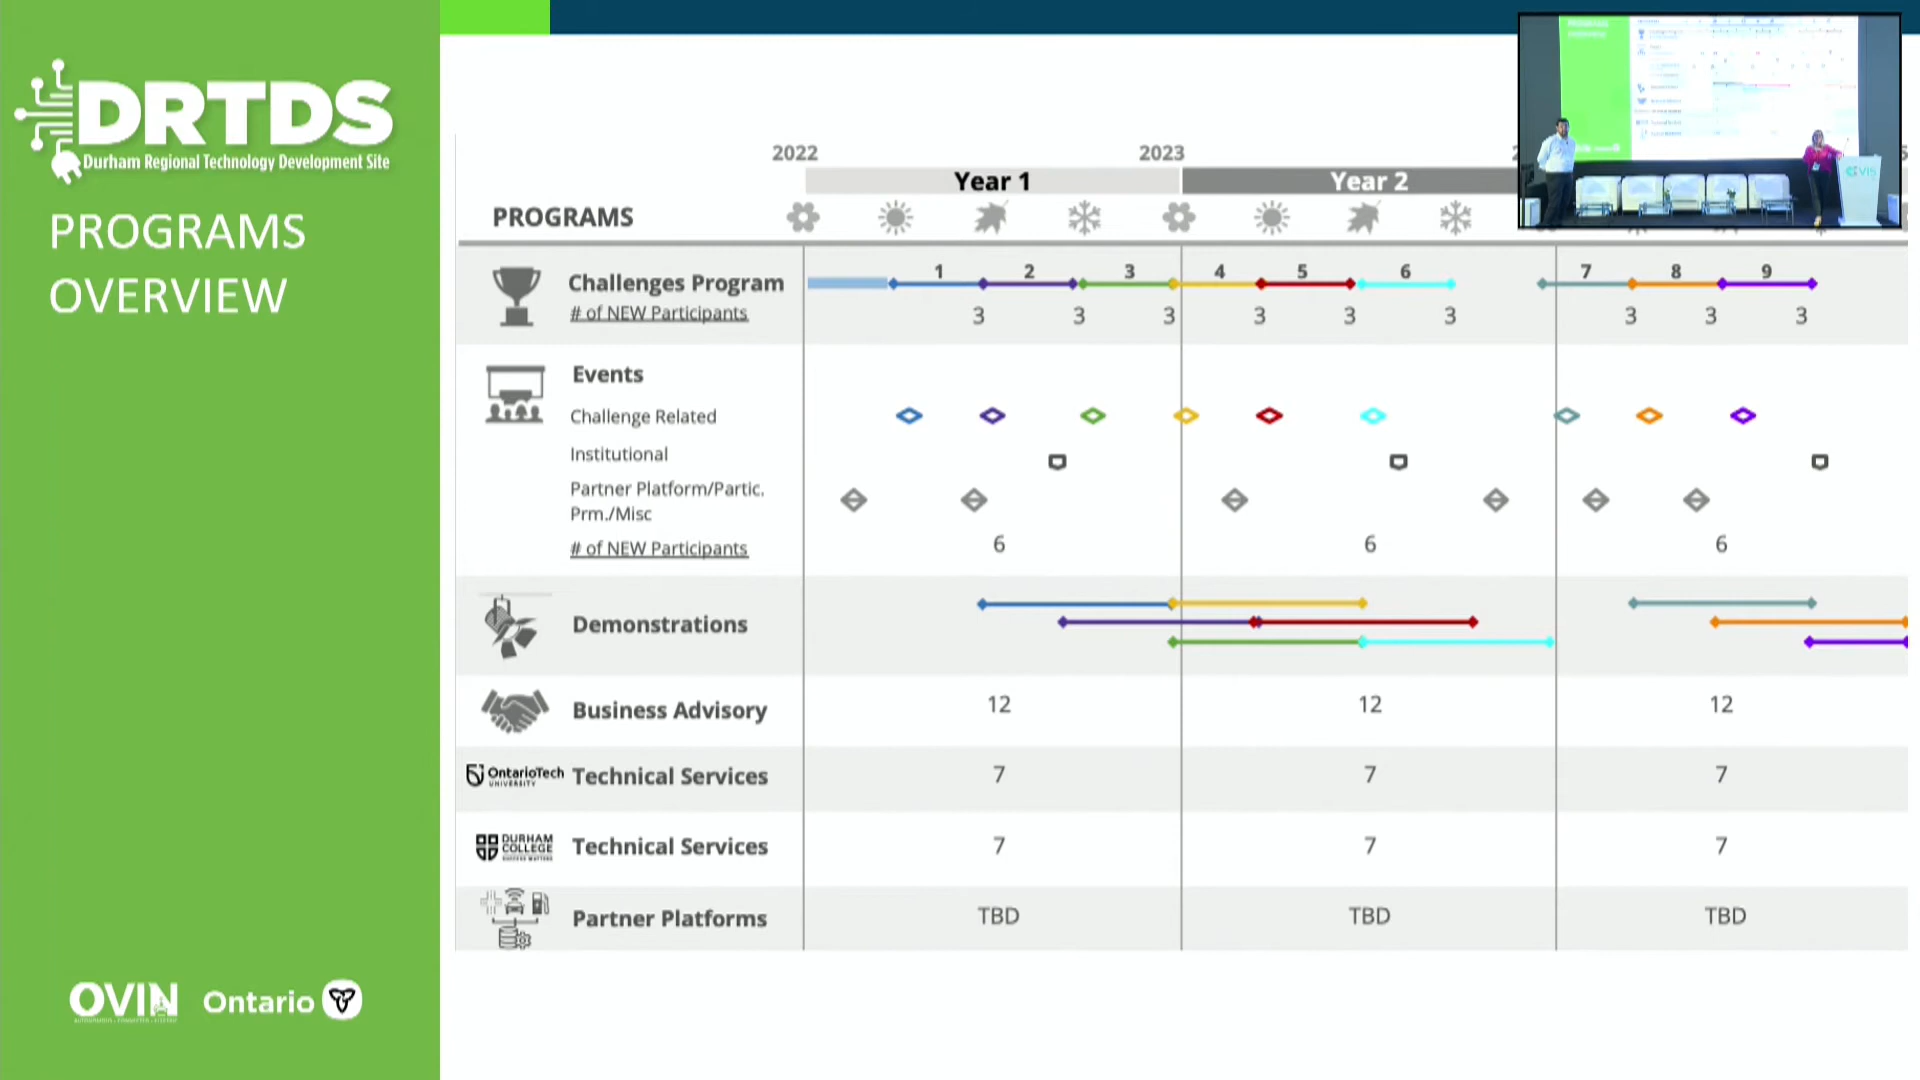 DRTDS
Durham Regional Technology Development Site
PROGRAMS
OVERVIEW
OVIN
Ontario
2022 2023
Year 1 Year 2
PROGRAMS
Challenges Program 1 2 3 4 5 6 7 8 9
# of NEW Participants 3 3 3 3 3 3 3 3 3
Events
Challenge Related
Institutional
Partner Platform/Partic.
Prm./Misc
# of NEW Participants 6 6 6
Demonstrations
Business Advisory 12 12 12
OntarioTech
UNIVERSITY
Technical Services 7 7 7
DURHAM
COLLEGE
SUCCESS MATTERS
Technical Services 7 7 7
Partner Platforms TBD TBD TBD